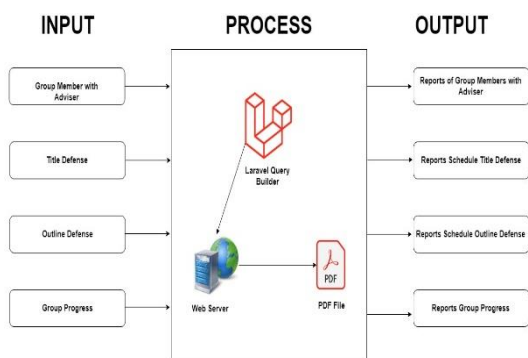 INPUT
PROCESS
OUTPUT
Group Member with
Adviser
Title Defense
Outline Defense
Group Progress
Laravel Query
Builder
Web Server
PDF
PDF File
Reports of Group Members with
Adviser
Reports Schedule Title Defense
Reports Schedule Outline Defense
Reports Group Progress